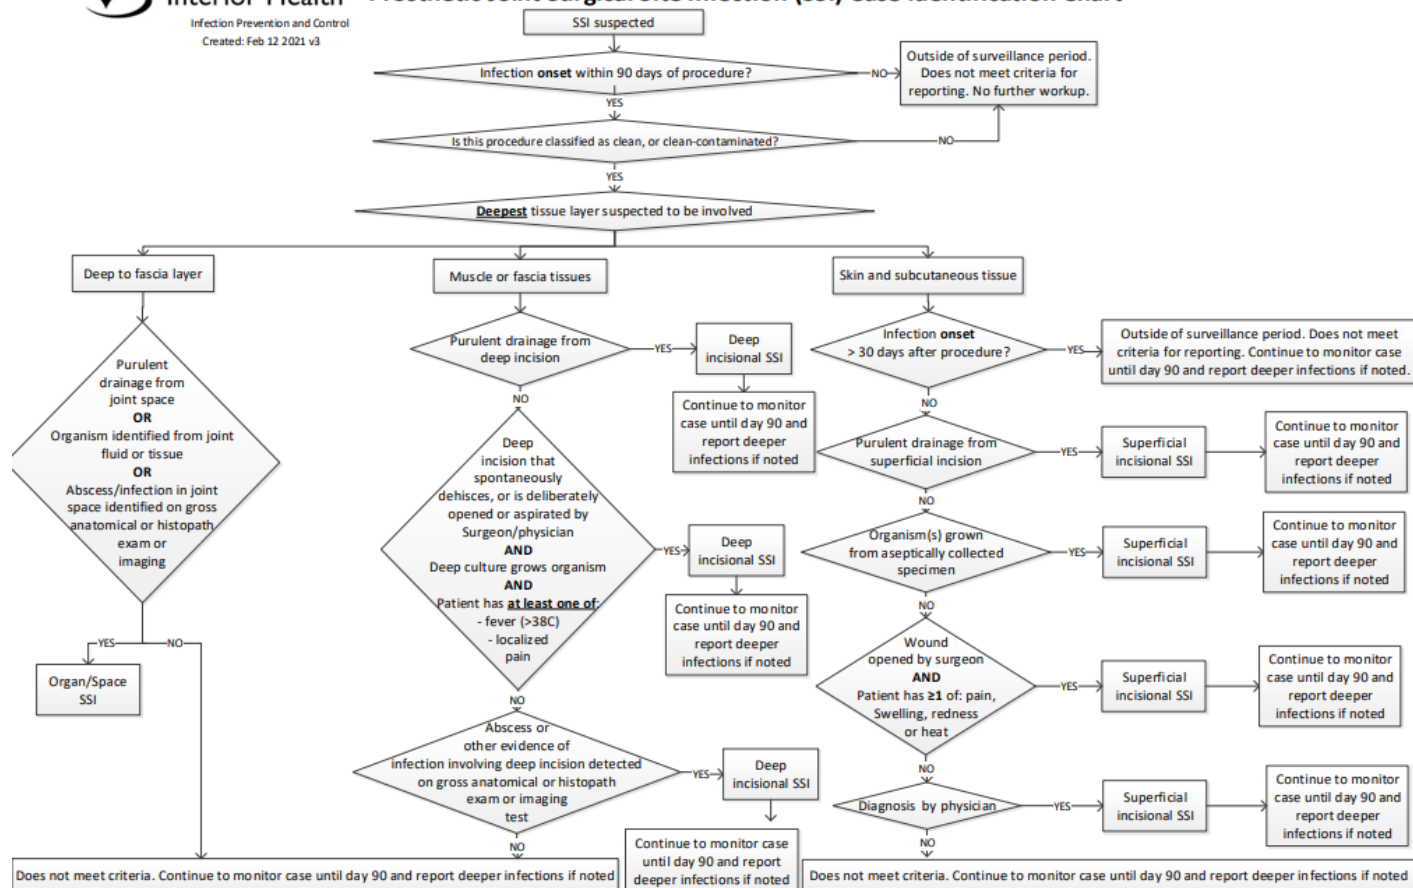 Interior Health
Prosthetic Joint Surgical Site Infection (SSI) Case Identification Chart
Infection Prevention and Control
Created: Feb 12 2021 v3
SSI suspected
Infection onset within 90 days of procedure?
NO
Outside of surveillance period.
Does not meet criteria for
reporting. No further workup.
YES
Is this procedure classified as clean, or clean-contaminated?
NO
YES
Deepest tissue layer suspected to be involved
Deep to fascia layer
Purulent
drainage from
joint space
OR
Organism identified from joint
fluid or tissue
OR
Abscess/infection in joint
space identified on gross
anatomical or histopath
exam or
imaging
YES
NO
Organ/Space
SSI
Muscle or fascia tissues
Purulent drainage from
deep incision
YES
Deep
incisional SSI
Continue to monitor
case until day 90 and
report deeper
infections if noted
NO
Deep
incision that
spontaneously
dehisces, or is deliberately
opened or aspirated by
Surgeon/physician
AND
Deep culture grows organism
AND
Patient has at least one of:
- fever (>38C)
- localized
pain
YES
Deep
incisional SSI
Continue to monitor
case until day 90 and
report deeper
infections if noted
NO
Abscess or
other evidence of
infection involving deep incision detected
on gross anatomical or histopath
exam or imaging
test
YES
Deep
incisional SSI
Continue to monitor case
until day 90 and report
deeper infections if noted
NO
Does not meet criteria. Continue to monitor case until day 90 and report deeper infections if noted
Skin and subcutaneous tissue
Infection onset
> 30 days after procedure?
YES
Outside of surveillance period. Does not meet
criteria for reporting. Continue to monitor case
until day 90 and report deeper infections if noted.
NO
Purulent drainage from
superficial incision
YES
Superficial
incisional SSI
Continue to monitor
case until day 90 and
report deeper
infections if noted
NO
Organism(s) grown
from aseptically collected
specimen
YES
Superficial
incisional SSI
Continue to monitor
case until day 90 and
report deeper
infections if noted
NO
Wound
opened by surgeon
AND
Patient has ≥1 of: pain,
Swelling, redness
or heat
YES
Superficial
incisional SSI
Continue to monitor
case until day 90 and
report deeper
infections if noted
NO
Diagnosis by physician
YES
Superficial
incisional SSI
Continue to monitor
case until day 90 and
report deeper
infections if noted
NO
Does not meet criteria. Continue to monitor case until day 90 and report deeper infections if noted